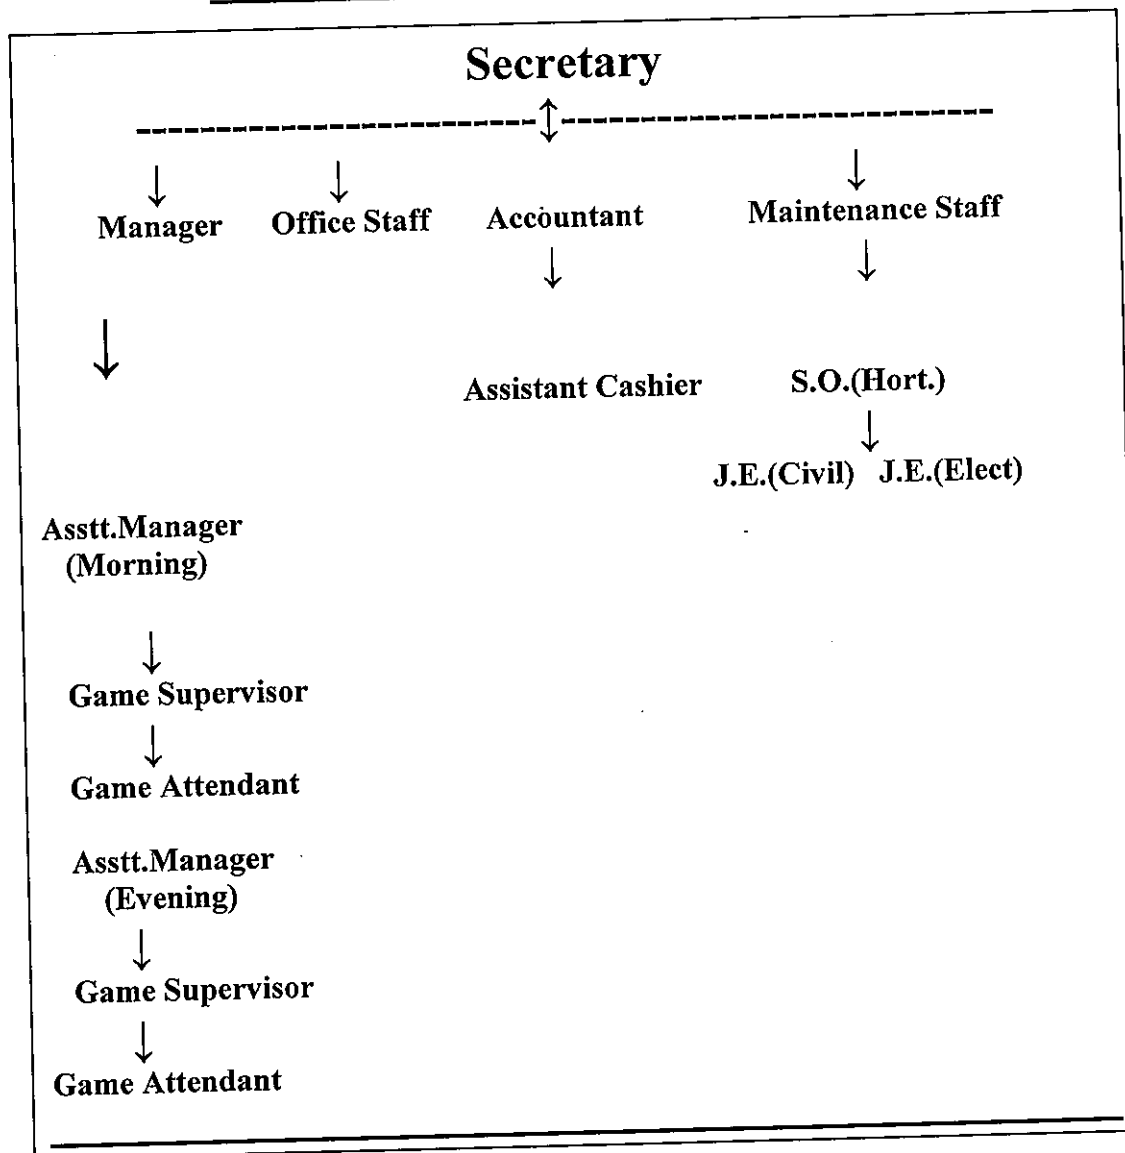 Secretary
Manager Office Staff Accountant Maintenance Staff
Assistant Cashier S.O.(Hort.)
J.E.(Civil) J.E.(Elect)
Asstt.Manager
(Morning)
Game Supervisor
Game Attendant
Asstt.Manager
(Evening)
Game Supervisor
Game Attendant